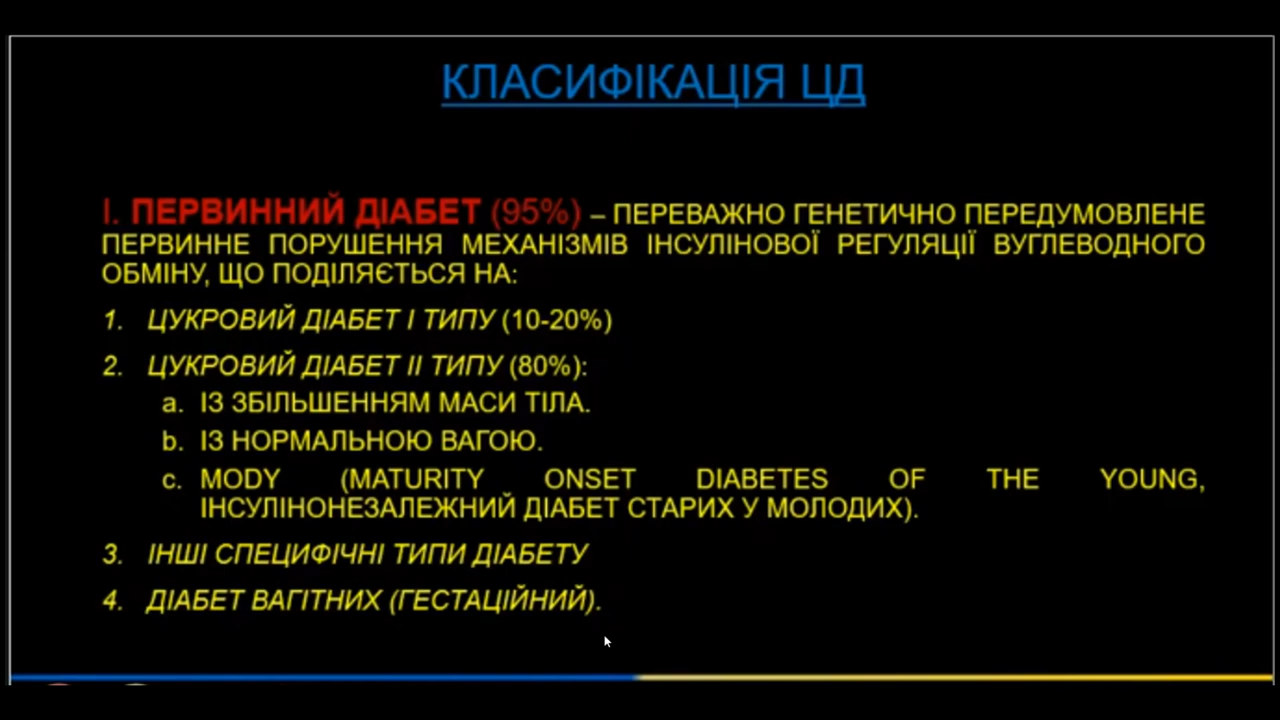 КЛАСИФІКАЦІЯ ЦД
I. ПЕРВИННИЙ ДІАБЕТ (95%) – ПЕРЕВАЖНО ГЕНЕТИЧНО ПЕРЕДУМОВЛЕНЕ
ПЕРВИННЕ ПОРУШЕННЯ МЕХАНІЗМІВ ІНСУЛІНОВОЇ РЕГУЛЯЦІЇ ВУГЛЕВОДНОГО
ОБМІНУ, ЩО ПОДІЛЯЄТЬСЯ НА:
1. ЦУКРОВИЙ ДІАБЕТ І ТИПУ (10-20%)
2. ЦУКРОВИЙ ДІАБЕТ ІІ ТИПУ (80%):
a. ІЗ ЗБІЛЬШЕННЯМ МАСИ ТІЛА.
b. ІЗ НОРМАЛЬНОЮ ВАГОЮ.
c. MODY (MATURITY ONSET DIABETES OF THE YOUNG,
ІНСУЛІНОНЕЗАЛЕЖНИЙ ДІАБЕТ СТАРИХ У МОЛОДИХ).
3. ІНШІ СПЕЦИФІЧНІ ТИПИ ДІАБЕТУ
4. ДІАБЕТ ВАГІТНИХ (ГЕСТАЦІЙНИЙ).